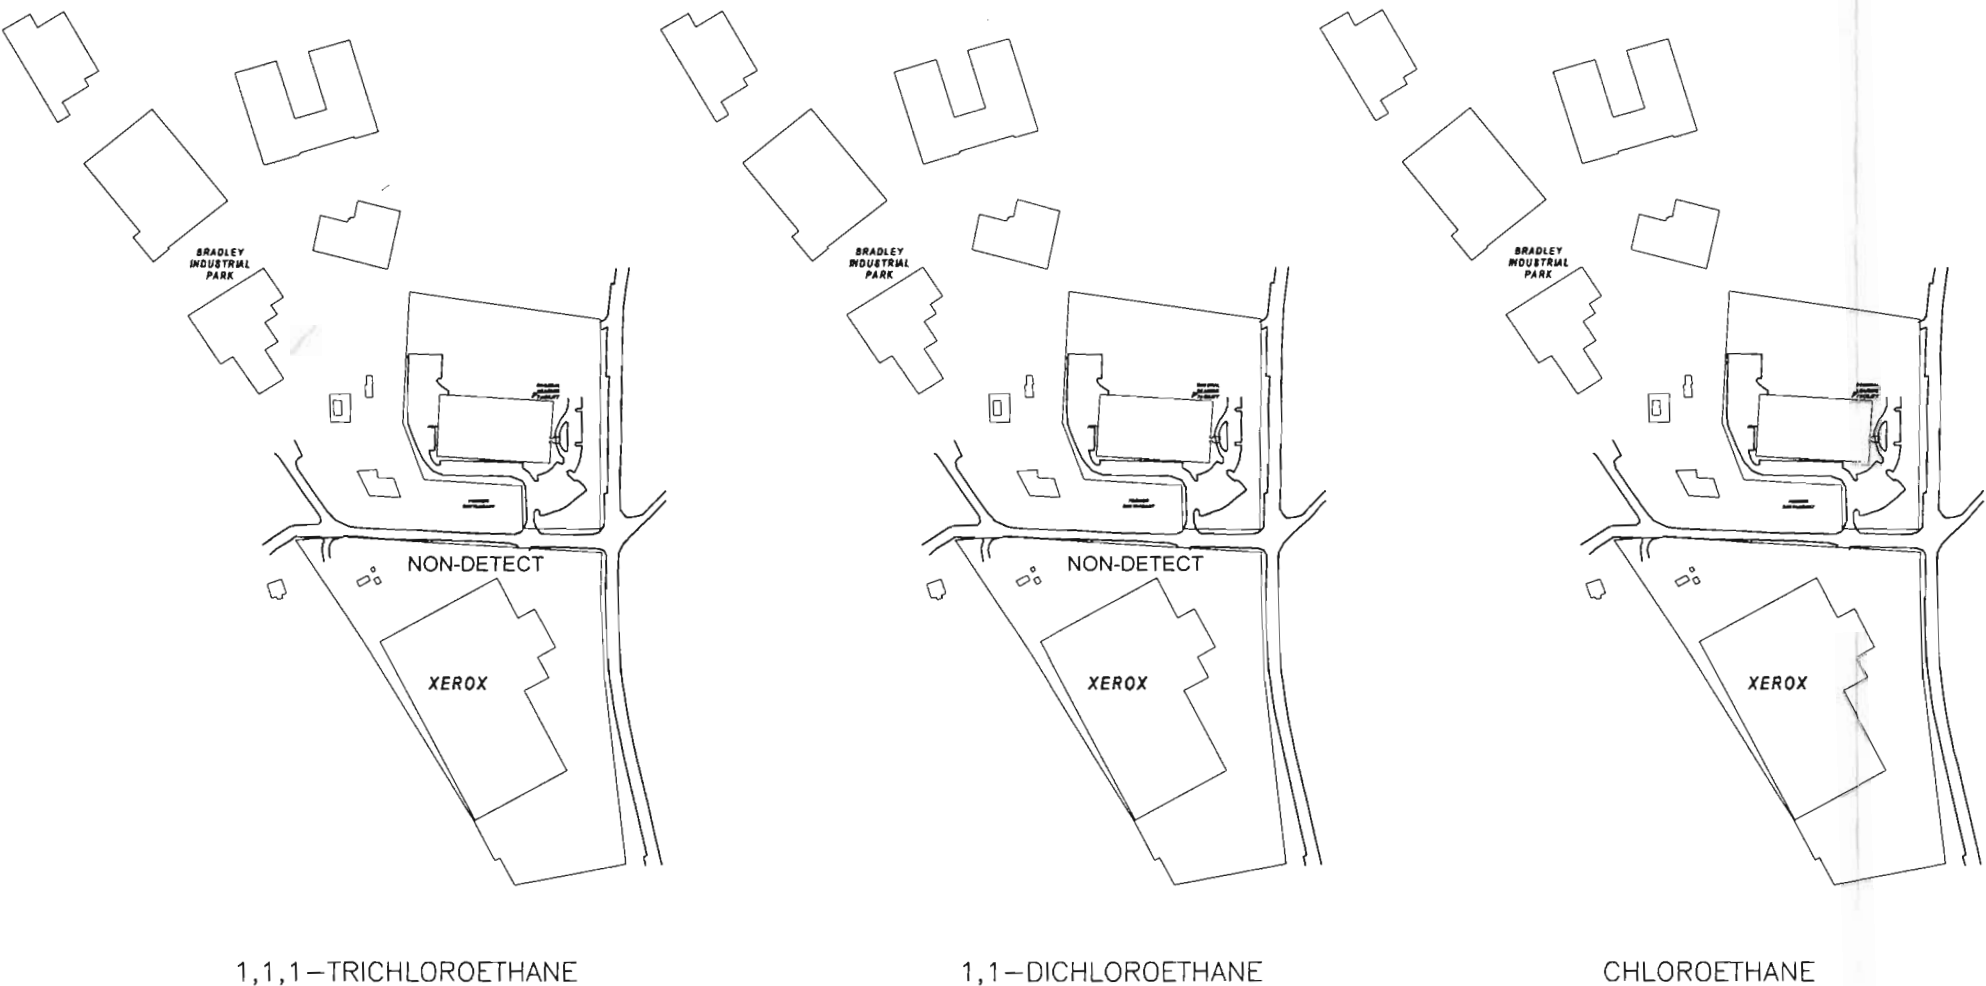 BRADLEY
INDUSTRIAL
PARK
NON-DETECT
XEROX
1,1,1-TRICHLOROETHANE
BRADLEY
INDUSTRIAL
PARK
NON-DETECT
XEROX
1,1-DICHLOROETHANE
BRADLEY
INDUSTRIAL
PARK
XEROX
CHLOROETHANE